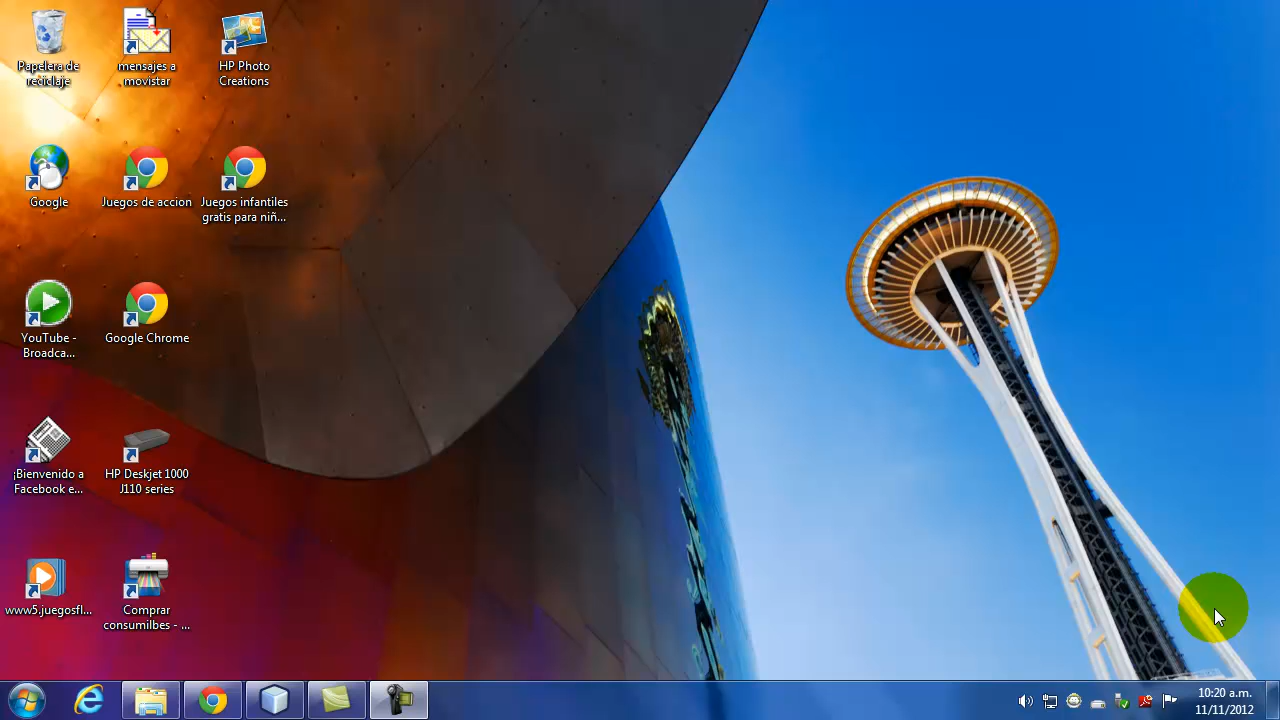 Papelera de
reciclaje
mensajes a
movistar
HP Photo
Creations
Google
Juegos de accion
Juegos infantiles
gratis para niñ...
YouTube -
Broadca...
Google Chrome
¡Bienvenido a
Facebook e...
HP Deskjet 1000
J110 series
www5.juegosfl...
Comprar
consumilbes - ...
10:20 a.m.
11/11/2012